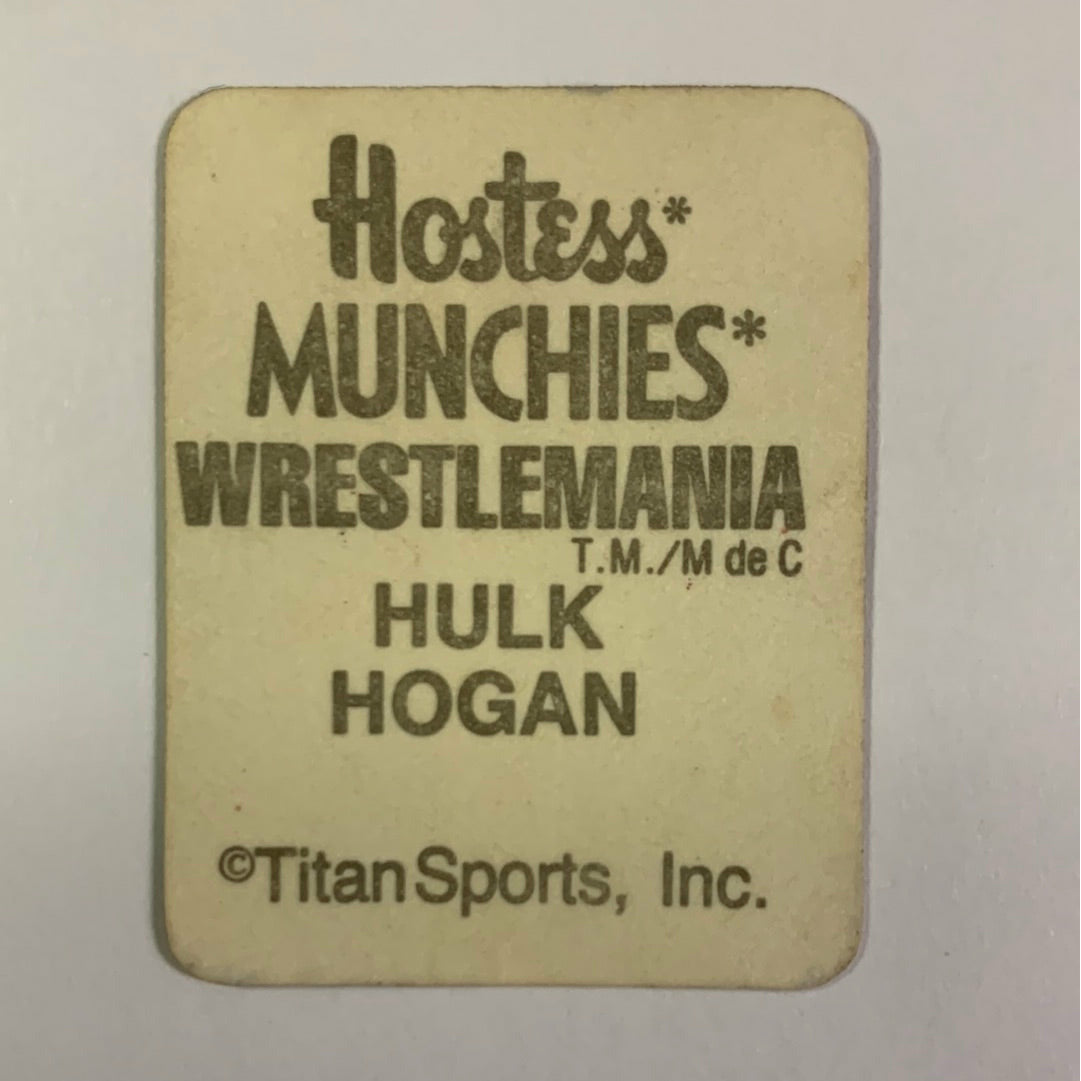 Hostess*
MUNCHIES*
WRESTLEMANIA
T.M./M de C
HULK
HOGAN
©Titan Sports, Inc.